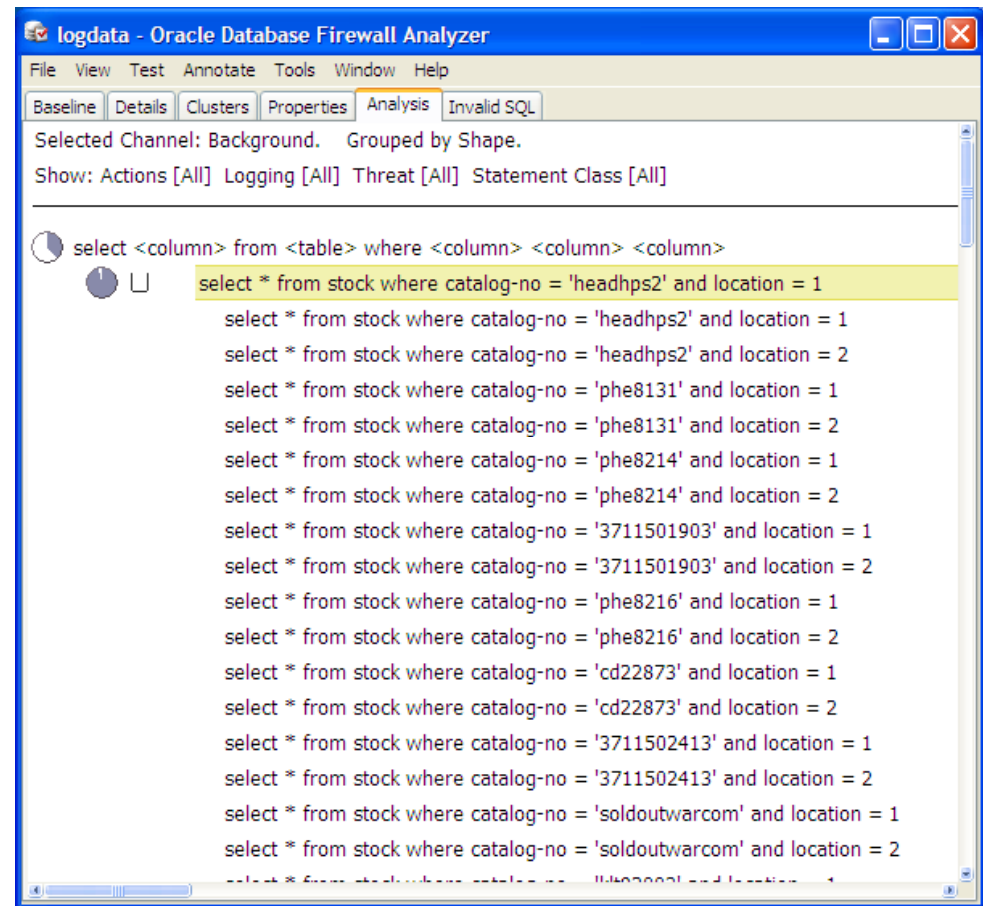 logdata - Oracle Database Firewall Analyzer
File View Test Annotate Tools Window Help
Baseline Details Clusters Properties Analysis Invalid SQL
Selected Channel: Background. Grouped by Shape.
Show: Actions [All] Logging [All] Threat [All] Statement Class [All]
select <column> from <table> where <column> <column> <column>
select * from stock where catalog-no = 'headhps2' and location = 1
select * from stock where catalog-no = 'headhps2' and location = 1
select * from stock where catalog-no = 'headhps2' and location = 2
select * from stock where catalog-no = 'phe8131' and location = 1
select * from stock where catalog-no = 'phe8131' and location = 2
select * from stock where catalog-no = 'phe8214' and location = 1
select * from stock where catalog-no = 'phe8214' and location = 2
select * from stock where catalog-no = '3711501903' and location = 1
select * from stock where catalog-no = '3711501903' and location = 2
select * from stock where catalog-no = 'phe8216' and location = 1
select * from stock where catalog-no = 'phe8216' and location = 2
select * from stock where catalog-no = 'cd22873' and location = 1
select * from stock where catalog-no = 'cd22873' and location = 2
select * from stock where catalog-no = '3711502413' and location = 1
select * from stock where catalog-no = '3711502413' and location = 2
select * from stock where catalog-no = 'soldoutwarcom' and location = 1
select * from stock where catalog-no = 'soldoutwarcom' and location = 2
select * from stock where catalog-no = and location = 1